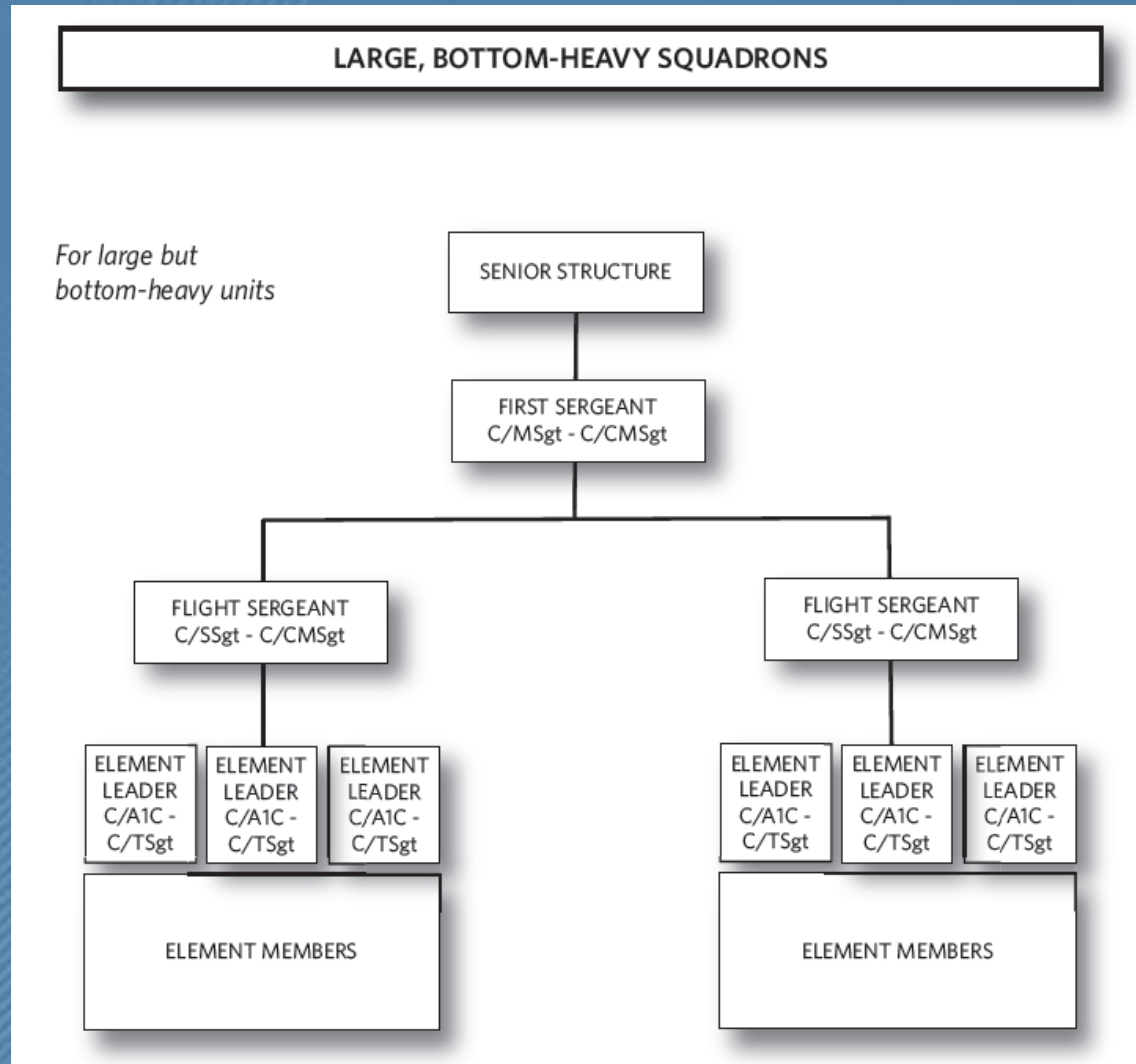 LARGE, BOTTOM-HEAVY SQUADRONS
For large but
bottom-heavy units
SENIOR STRUCTURE
FIRST SERGEANT
C/MSgt - C/CMSgt
FLIGHT SERGEANT
C/SSgt - C/CMSgt
FLIGHT SERGEANT
C/SSgt - C/CMSgt
ELEMENT
LEADER
C/A1C -
C/TSgt
ELEMENT
LEADER
C/A1C -
C/TSgt
ELEMENT
LEADER
C/A1C -
C/TSgt
ELEMENT
LEADER
C/A1C -
C/TSgt
ELEMENT
LEADER
C/A1C -
C/TSgt
ELEMENT
LEADER
C/A1C -
C/TSgt
ELEMENT MEMBERS
ELEMENT MEMBERS